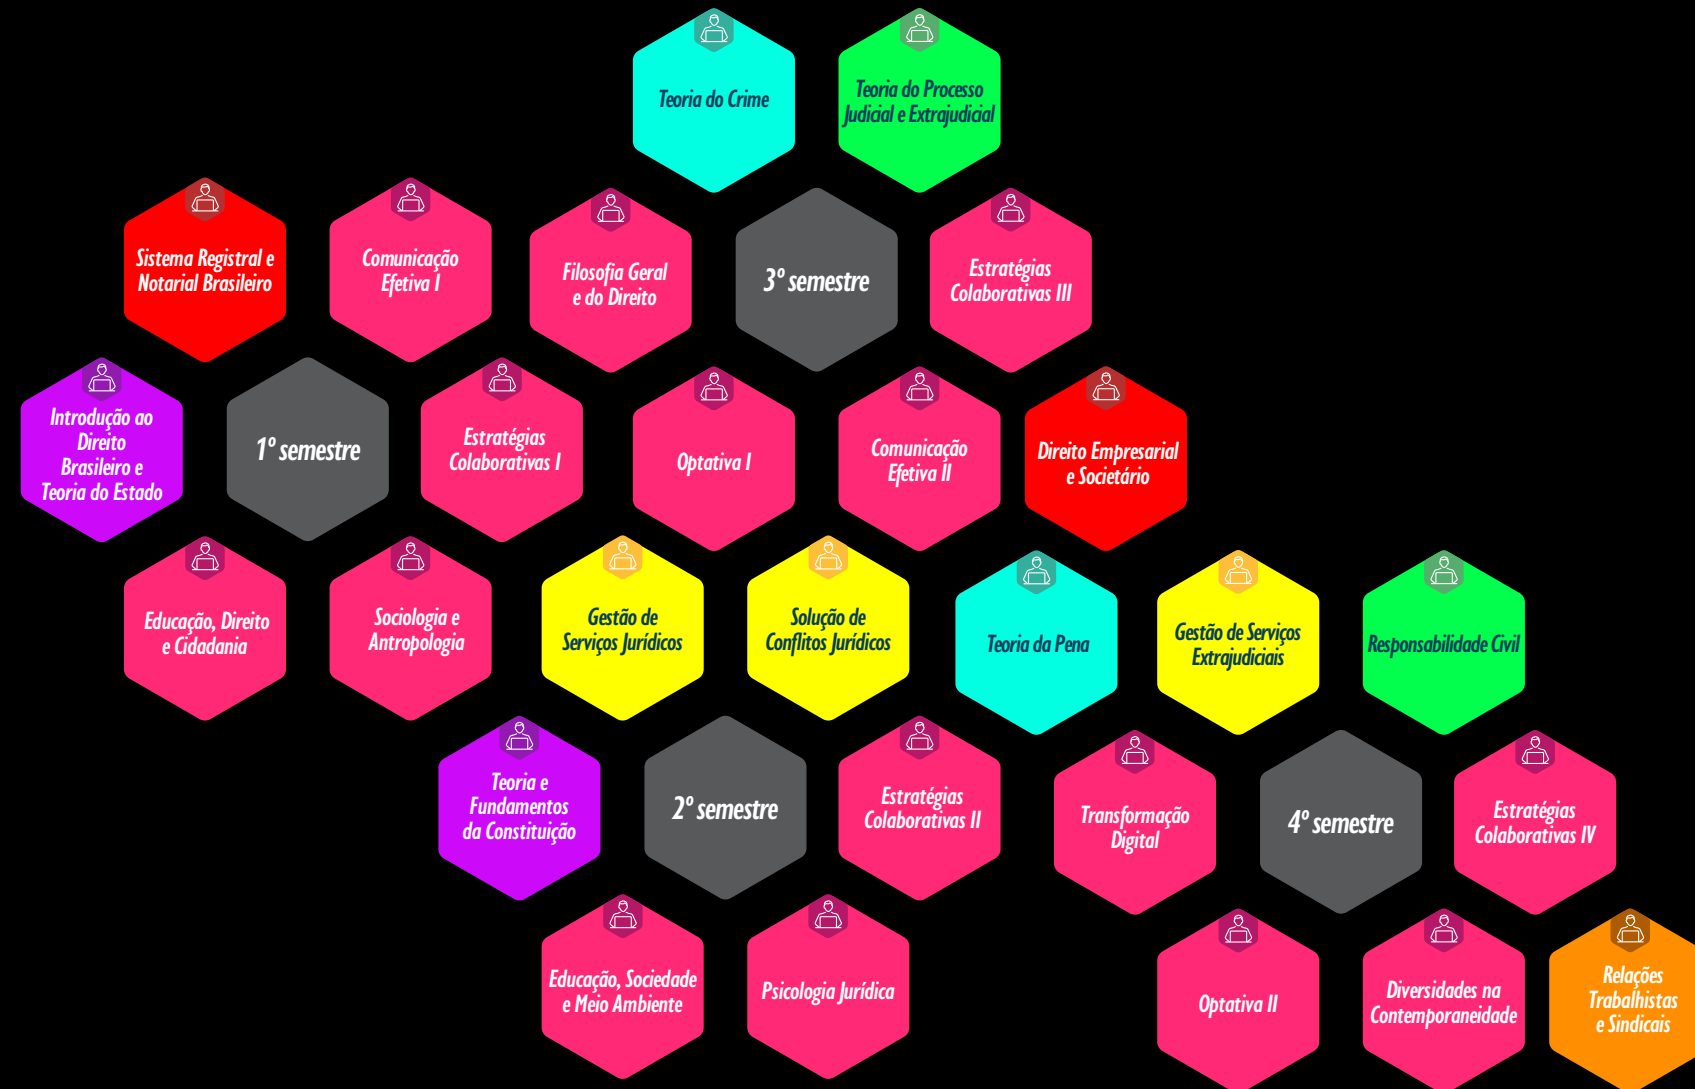 Teoria do Crime
Teoria do Processo
Judicial e Extrajudicial
Sistema Registral e
Notarial Brasileiro
Comunicação
Efetiva I
Filosofia Geral
e do Direito
3º semestre
Estratégias
Colaborativas III
Introdução ao
Direito
Brasileiro e
Teoria do Estado
1º semestre
Estratégias
Colaborativas I
Optativa I
Comunicação
Efetiva II
Direito Empresarial
e Societário
Educação, Direito
e Cidadania
Sociologia e
Antropologia
Gestão de
Serviços Jurídicos
Solução de
Conflitos Jurídicos
Teoria da Pena
Gestão de Serviços
Extrajudiciais
Responsabilidade Civil
Teoria e
Fundamentos
da Constituição
2º semestre
Estratégias
Colaborativas II
Transformação
Digital
4º semestre
Estratégias
Colaborativas IV
Educação, Sociedade
e Meio Ambiente
Psicologia Jurídica
Optativa II
Diversidades na
Contemporaneidade
Relações
Trabalhistas
e Sindicais